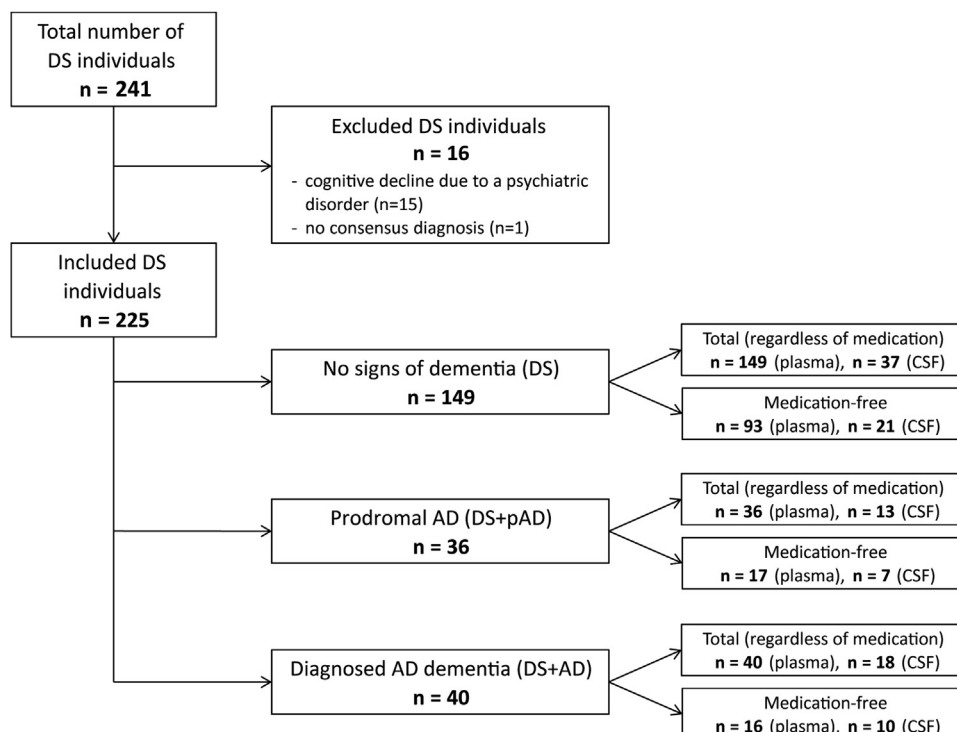 Total number of
DS individuals
n = 241
Excluded DS individuals
n = 16
- cognitive decline due to a psychiatric
disorder (n=15)
- no consensus diagnosis (n=1)
Included DS
individuals
n = 225
No signs of dementia (DS)
n = 149
Total (regardless of medication)
n = 149 (plasma), n = 37 (CSF)
Medication-free
n = 93 (plasma), n = 21 (CSF)
Prodromal AD (DS+pAD)
n = 36
Total (regardless of medication)
n = 36 (plasma), n = 13 (CSF)
Medication-free
n = 17 (plasma), n = 7 (CSF)
Diagnosed AD dementia (DS+AD)
n = 40
Total (regardless of medication)
n = 40 (plasma), n = 18 (CSF)
Medication-free
n = 16 (plasma), n = 10 (CSF)